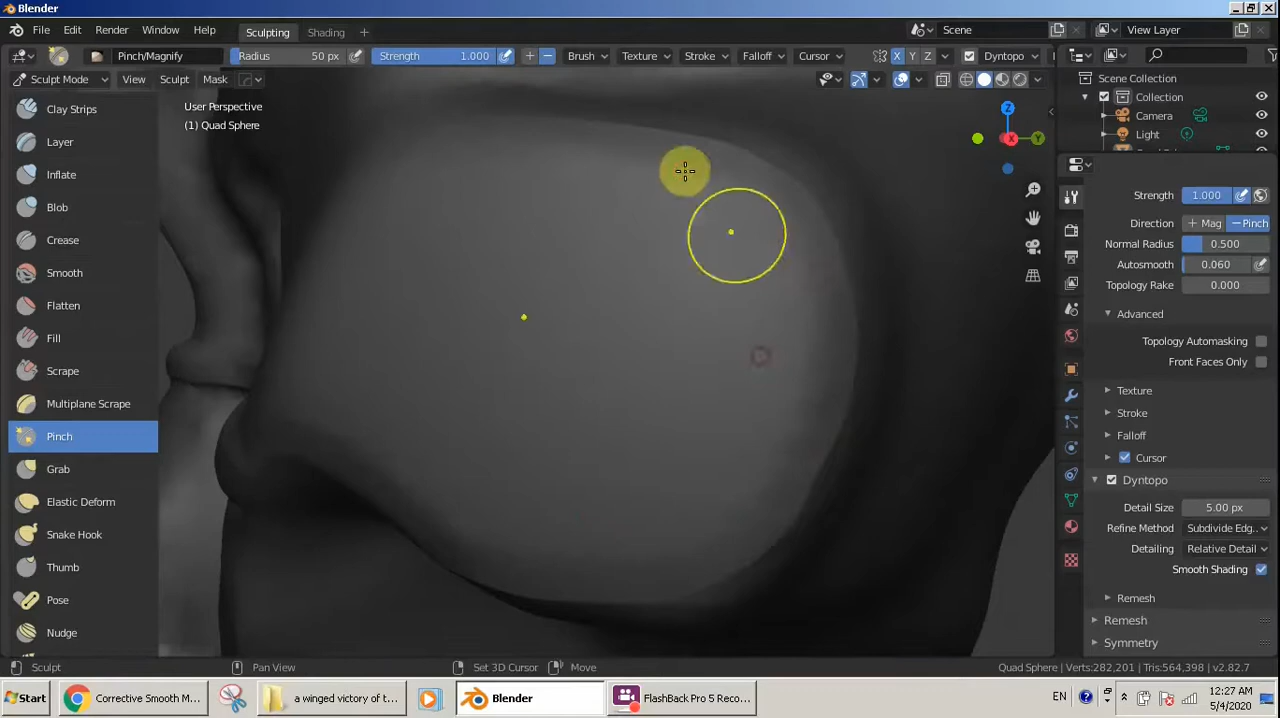 Blender
File Edit Render Window Help Sculpting Shading + Scene View Layer
Pinch/Magnify Radius 50 px Strength 1.000 Brush Texture Stroke Falloff Cursor X Y Z Dyntopo
Sculpt Mode View Sculpt Mask
Scene Collection
Collection
Camera
Light
User Perspective
(1) Quad Sphere
Z
Y
Clay Strips
Layer
Inflate
Blob
Crease
Smooth
Flatten
Fill
Scrape
Multiplane Scrape
Pinch
Grab
Elastic Deform
Snake Hook
Thumb
Pose
Nudge
Strength 1.000
Direction + Mag Pinch
Normal Radius 0.500
Autosmooth 0.060
Topology Rake 0.000
Advanced
Topology Automasking
Front Faces Only
Texture
Stroke
Falloff
Cursor
Dyntopo
Detail Size 5.00 px
Refine Method Subdivide Edg..
Detailing Relative Detail
Smooth Shading
Remesh
Remesh
Symmetry
Sculpt Pan View Set 3D Cursor Move Quad Sphere | Verts:282,201 | Tris:564,398 | v2.82.7
Start Corrective Smooth M... a winged victory of t... Blender FlashBack Pro 5 Reco... EN 12:27 AM
5/4/2020